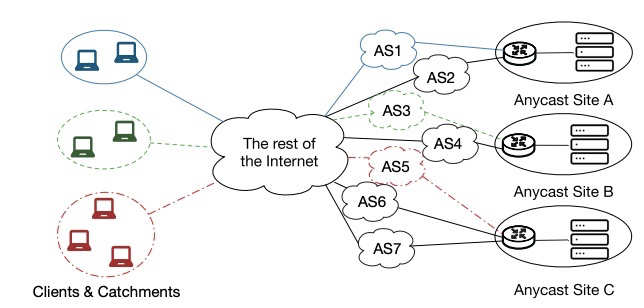 AS1
AS2
Anycast Site A
AS3
The rest of
the Internet
AS4
AS5
Anycast Site B
AS6
AS7
Clients & Catchments
Anycast Site C